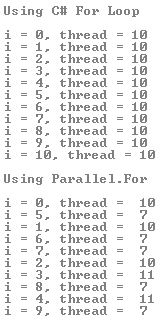 Using C# For Loop
i = 0, thread = 10
i = 1, thread = 10
i = 2, thread = 10
i = 3, thread = 10
i = 4, thread = 10
i = 5, thread = 10
i = 6, thread = 10
i = 7, thread = 10
i = 8, thread = 10
i = 9, thread = 10
i = 10, thread = 10
Using Parallel.For
i = 0, thread =  10
i = 5, thread =  7
i = 1, thread =  10
i = 6, thread =  7
i = 7, thread =  7
i = 2, thread =  10
i = 3, thread =  11
i = 8, thread =  7
i = 4, thread =  11
i = 9, thread =  7